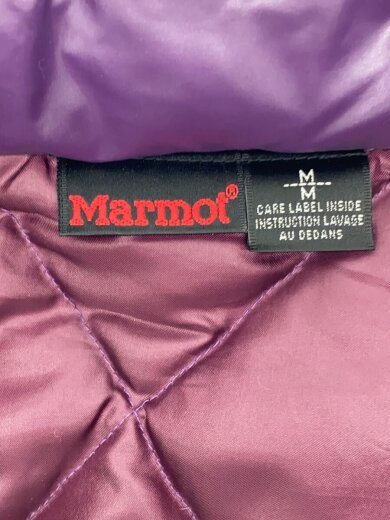 Marmot®
M
M
CARE LABEL INSIDE
INSTRUCTION LAVAGE
AU DEDANS